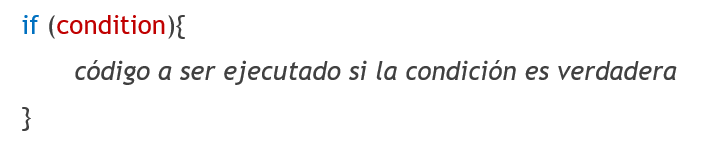 if (condition){
código a ser ejecutado si la condición es verdadera
}